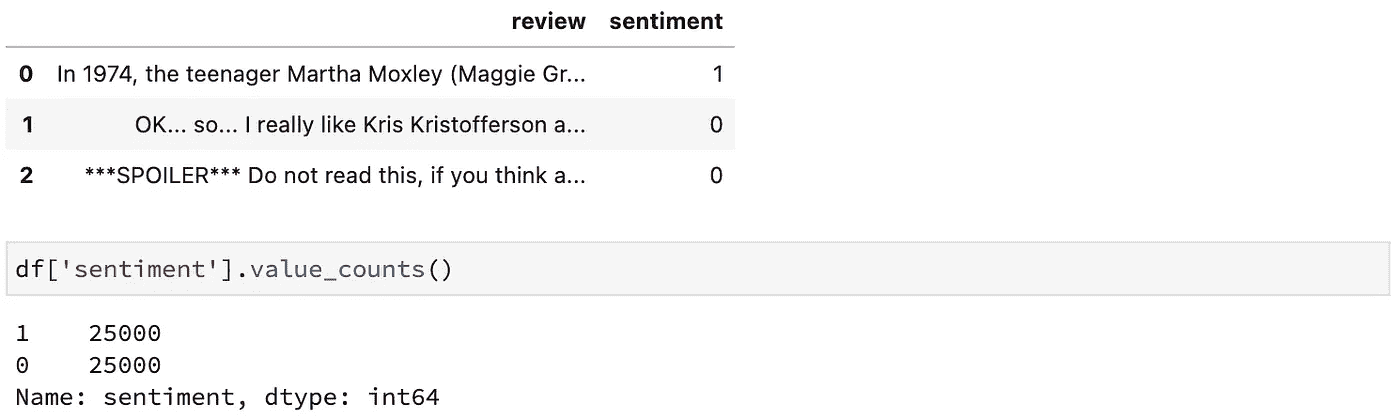 review sentiment
0 In 1974, the teenager Martha Moxley (Maggie Gr... 1
1 OK... so... I really like Kris Kristofferson a... 0
2 ***SPOILER*** Do not read this, if you think a... 0
df['sentiment'].value_counts()
1 25000
0 25000
Name: sentiment, dtype: int64